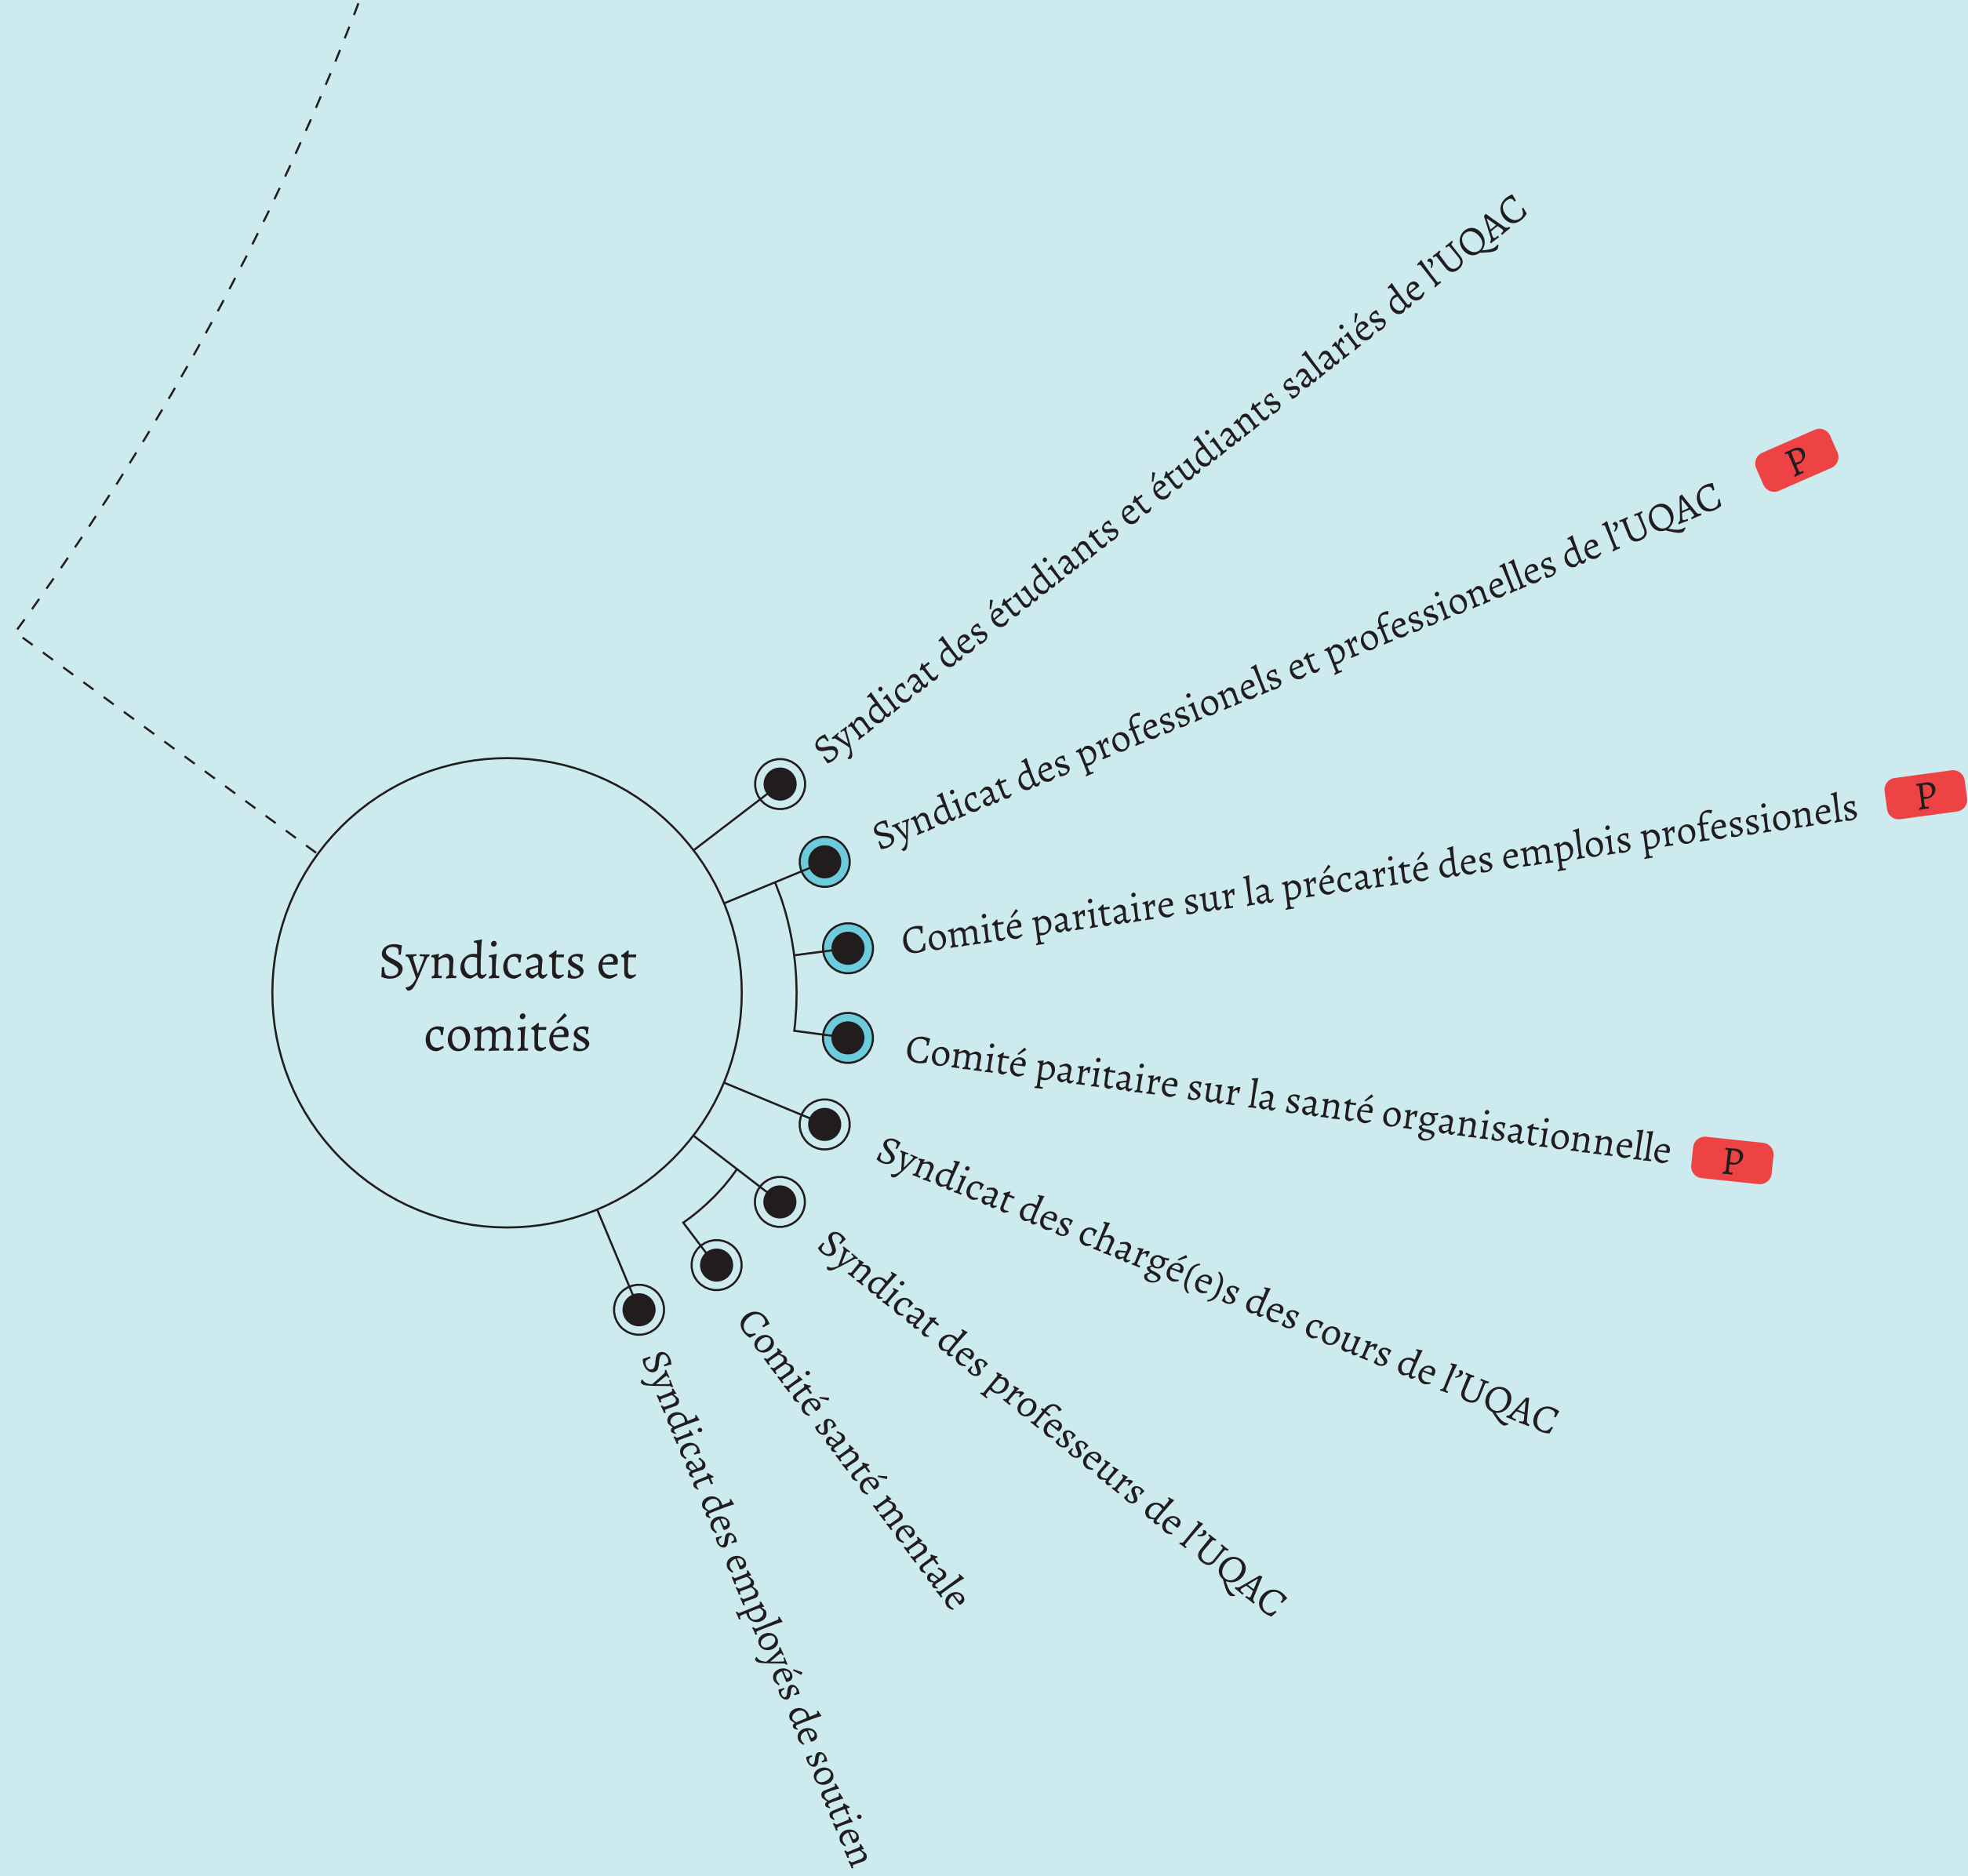 Syndicats et
comités
Syndicat des étudiants et étudiants salariés de l’UQAC
Syndicat des professionels et professionelles de l’UQAC P
Comité paritaire sur la précarité des emplois professionels P
Comité paritaire sur la santé organisationnelle P
Syndicat des chargé(e)s des cours de l’UQAC
Syndicat des professeurs de l’UQAC
Comité santé mentale
Syndicat des employés de soutien